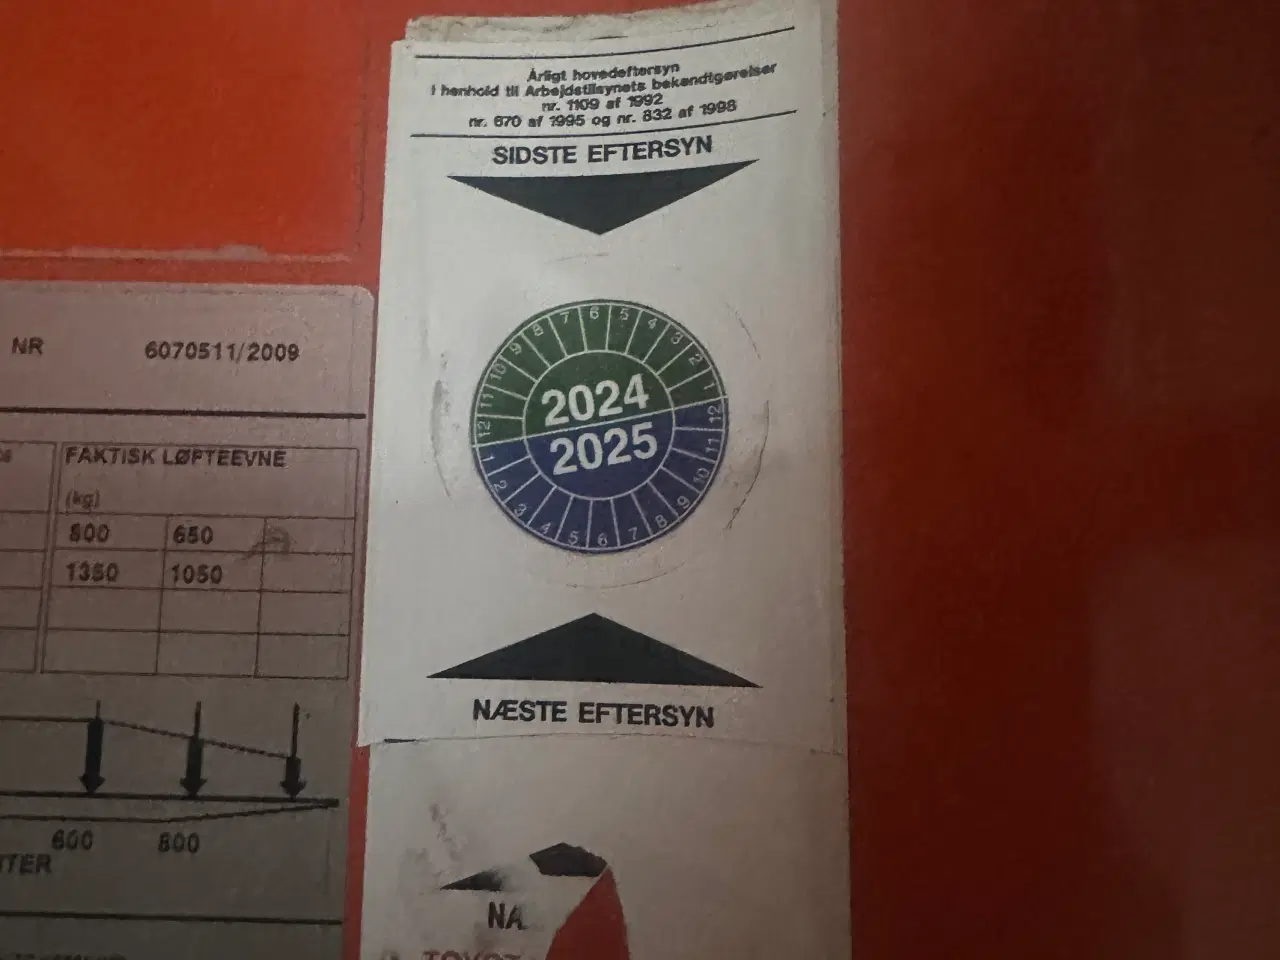 Årligt hovedeftersyn
I henhold til Arbejdstilsynets bekendtgørelser
nr. 1109 af 1992
nr. 670 af 1995 og nr. 832 af 1998
SIDSTE EFTERSYN
6 5 4 3 2 1
7 8 9 10 11 12
2024
2025
12 11 10 9 8 7
1 2 3 4 5 6
NÆSTE EFTERSYN
NA
NR 6070511/2009
FAKTISK LØFTEEVNE
(kg)
800 650
1350 1050
600 800